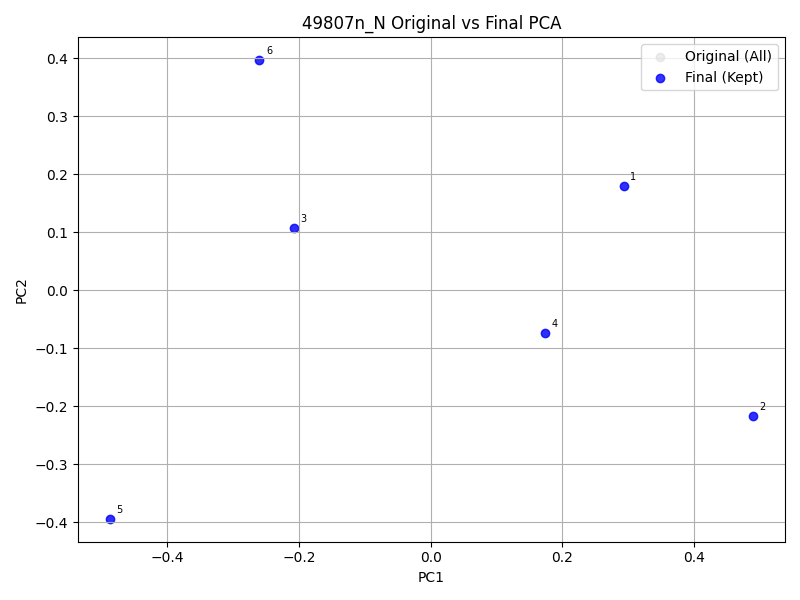 49807n_N Original vs Final PCA
Original (All)
Final (Kept)
6
1
3
4
2
5
0.4
0.3
0.2
0.1
0.0
−0.1
−0.2
−0.3
−0.4
PC2
−0.4 −0.2 0.0 0.2 0.4
PC1